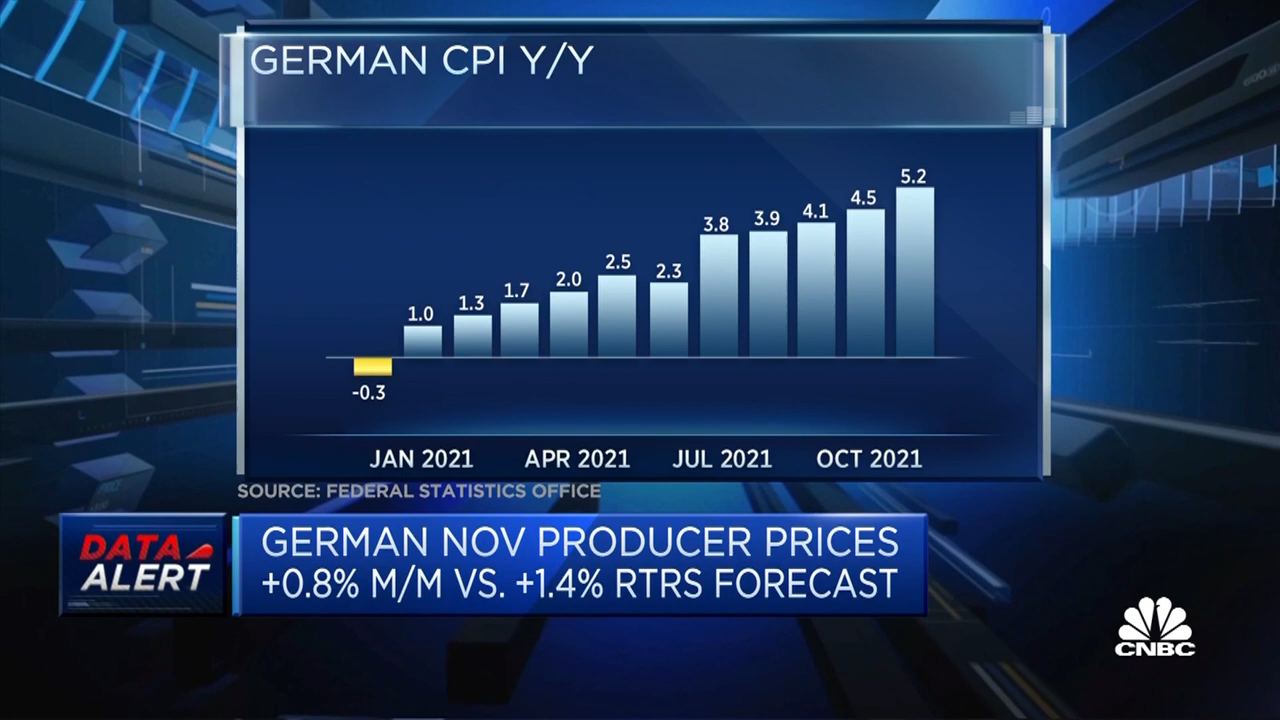 GERMAN CPI Y/Y
-0.3
1.0
1.3
1.7
2.0
2.5
2.3
3.8
3.9
4.1
4.5
5.2
JAN 2021 APR 2021 JUL 2021 OCT 2021
SOURCE: FEDERAL STATISTICS OFFICE
DATA
ALERT
GERMAN NOV PRODUCER PRICES
+0.8% M/M VS. +1.4% RTRS FORECAST
CNBC